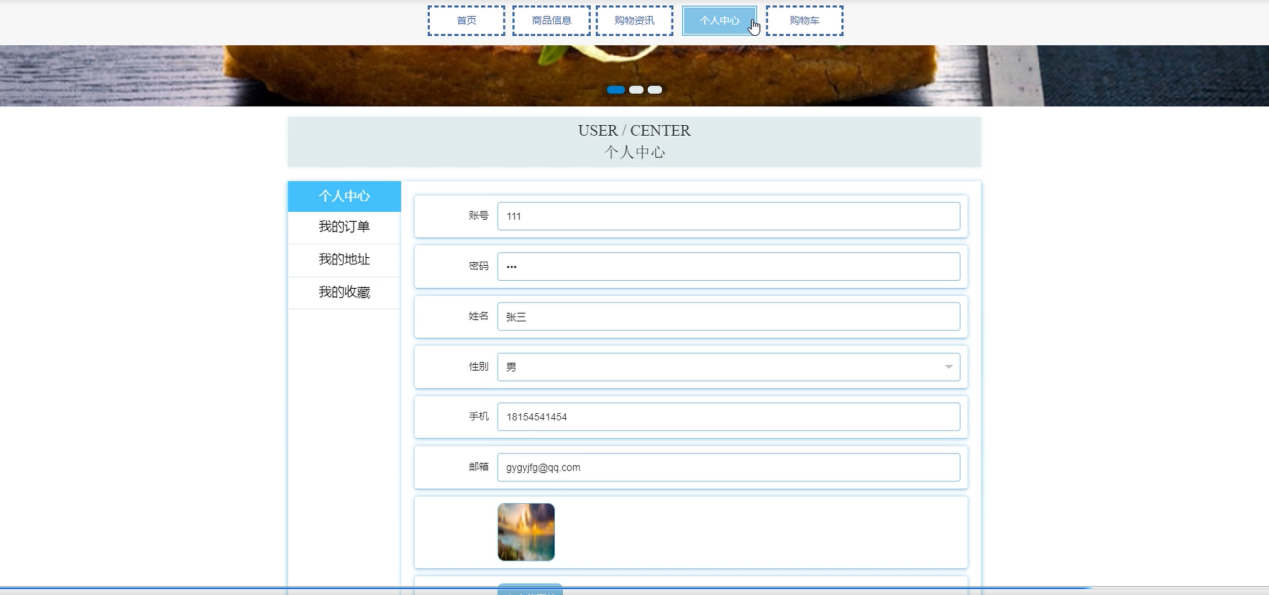 首页
商品信息
购物资讯
个人中心
购物车
USER / CENTER
个人中心
个人中心
我的订单
我的地址
我的收藏
账号
111
密码
•••
姓名
张三
性别
男
手机
18154541454
邮箱
gygyjfg@qq.com